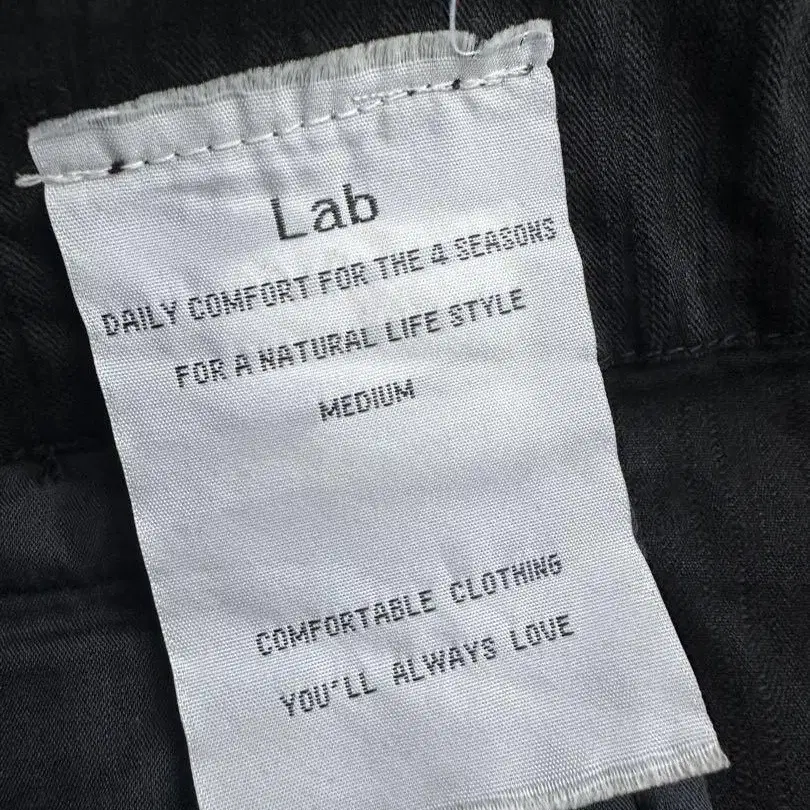 Lab
DAILY COMFORT FOR THE 4 SEASONS
FOR A NATURAL LIFE STYLE
MEDIUM
COMFORTABLE CLOTHING
YOU'LL ALWAYS LOVE